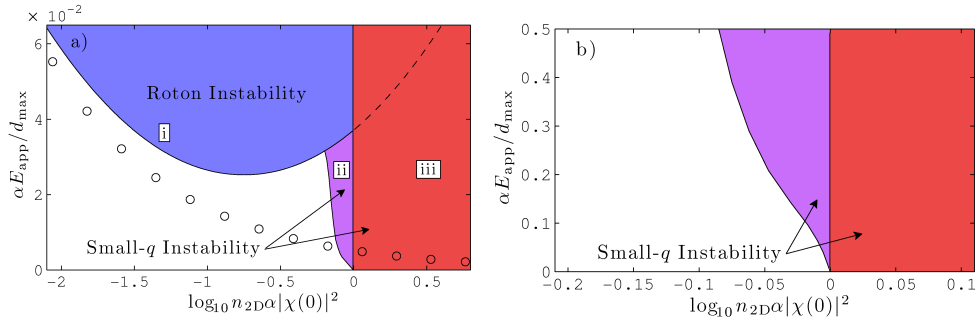 × 10⁻²
a)
Roton Instability
i
ii
iii
Small-q Instability
6
4
2
0
αE_app/d_max
−2 −1.5 −1 −0.5 0 0.5
log₁₀ n₂D α|χ(0)|²
b)
Small-q Instability
0.5
0.4
0.3
0.2
0.1
0
αE_app/d_max
−0.2 −0.15 −0.1 −0.05 0 0.05 0.1
log₁₀ n₂D α|χ(0)|²